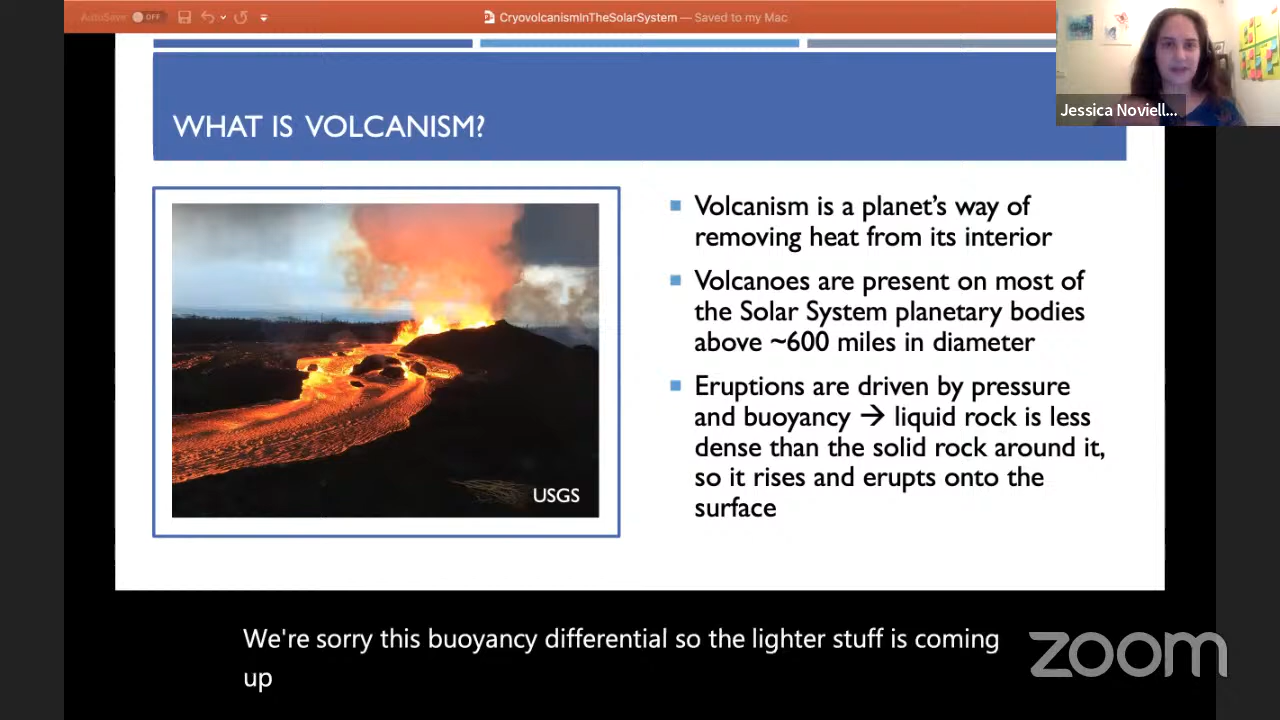 AutoSave OFF
CryovolcanismInTheSolarSystem — Saved to my Mac
Jessica Noviell...
WHAT IS VOLCANISM?
Volcanism is a planet's way of
removing heat from its interior
Volcanoes are present on most of
the Solar System planetary bodies
above ~600 miles in diameter
Eruptions are driven by pressure
and buoyancy → liquid rock is less
dense than the solid rock around it,
so it rises and erupts onto the
surface
USGS
We're sorry this buoyancy differential so the lighter stuff is coming
up
zoom